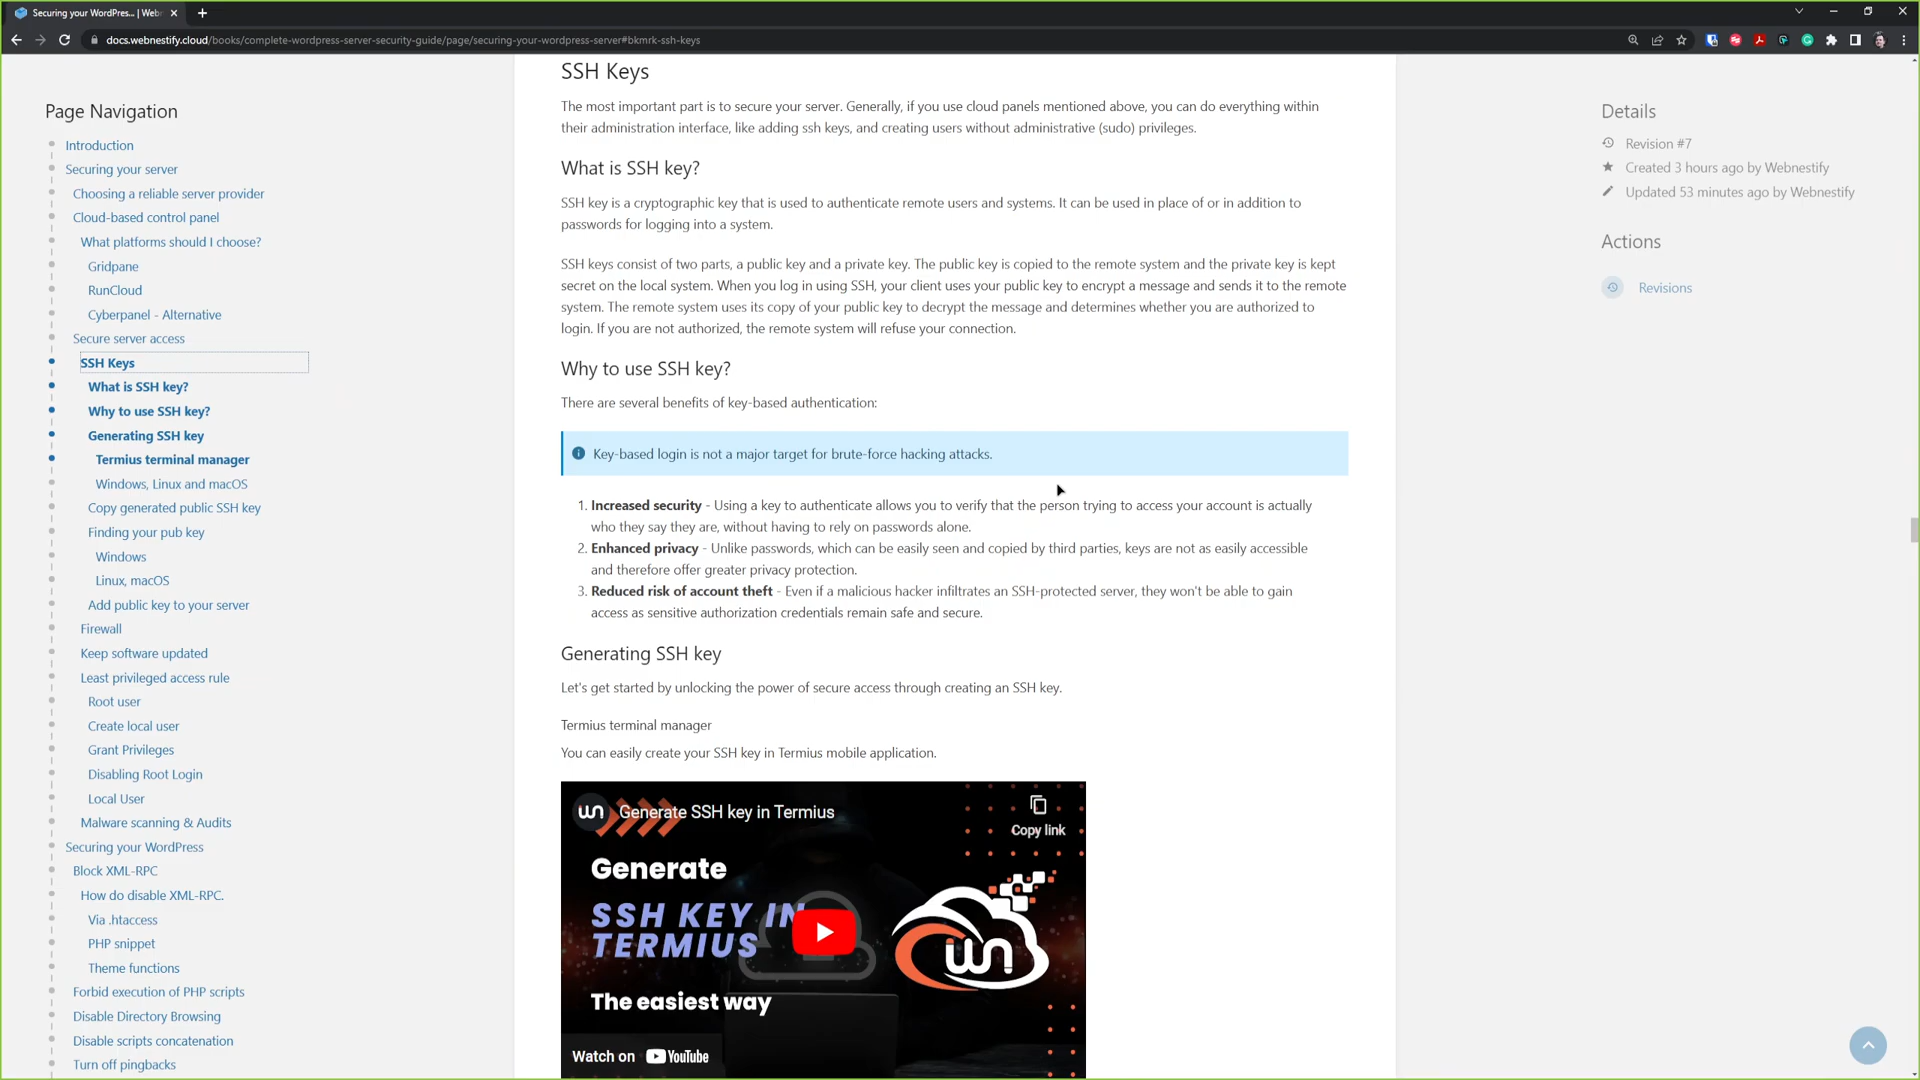 Securing your WordPres... | Webn
docs.webnestify.cloud/books/complete-wordpress-server-security-guide/page/securing-your-wordpress-server#bkmrk-ssh-keys
Page Navigation
Introduction
Securing your server
Choosing a reliable server provider
Cloud-based control panel
What platforms should I choose?
Gridpane
RunCloud
Cyberpanel - Alternative
Secure server access
SSH Keys
What is SSH key?
Why to use SSH key?
Generating SSH key
Termius terminal manager
Windows, Linux and macOS
Copy generated public SSH key
Finding your pub key
Windows
Linux, macOS
Add public key to your server
Firewall
Keep software updated
Least privileged access rule
Root user
Create local user
Grant Privileges
Disabling Root Login
Local User
Malware scanning & Audits
Securing your WordPress
Block XML-RPC
How do disable XML-RPC.
Via .htaccess
PHP snippet
Theme functions
Forbid execution of PHP scripts
Disable Directory Browsing
Disable scripts concatenation
Turn off pingbacks
SSH Keys
The most important part is to secure your server. Generally, if you use cloud panels mentioned above, you can do everything within
their administration interface, like adding ssh keys, and creating users without administrative (sudo) privileges.
What is SSH key?
SSH key is a cryptographic key that is used to authenticate remote users and systems. It can be used in place of or in addition to
passwords for logging into a system.
SSH keys consist of two parts, a public key and a private key. The public key is copied to the remote system and the private key is kept
secret on the local system. When you log in using SSH, your client uses your public key to encrypt a message and sends it to the remote
system. The remote system uses its copy of your public key to decrypt the message and determines whether you are authorized to
login. If you are not authorized, the remote system will refuse your connection.
Why to use SSH key?
There are several benefits of key-based authentication:
Key-based login is not a major target for brute-force hacking attacks.
1. Increased security - Using a key to authenticate allows you to verify that the person trying to access your account is actually
who they say they are, without having to rely on passwords alone.
2. Enhanced privacy - Unlike passwords, which can be easily seen and copied by third parties, keys are not as easily accessible
and therefore offer greater privacy protection.
3. Reduced risk of account theft - Even if a malicious hacker infiltrates an SSH-protected server, they won't be able to gain
access as sensitive authorization credentials remain safe and secure.
Generating SSH key
Let's get started by unlocking the power of secure access through creating an SSH key.
Termius terminal manager
You can easily create your SSH key in Termius mobile application.
wn
Generate SSH key in Termius
Copy link
Generate
SSH KEY IN
TERMIUS
wn
The easiest way
Watch on YouTube
Details
Revision #7
Created 3 hours ago by Webnestify
Updated 53 minutes ago by Webnestify
Actions
Revisions